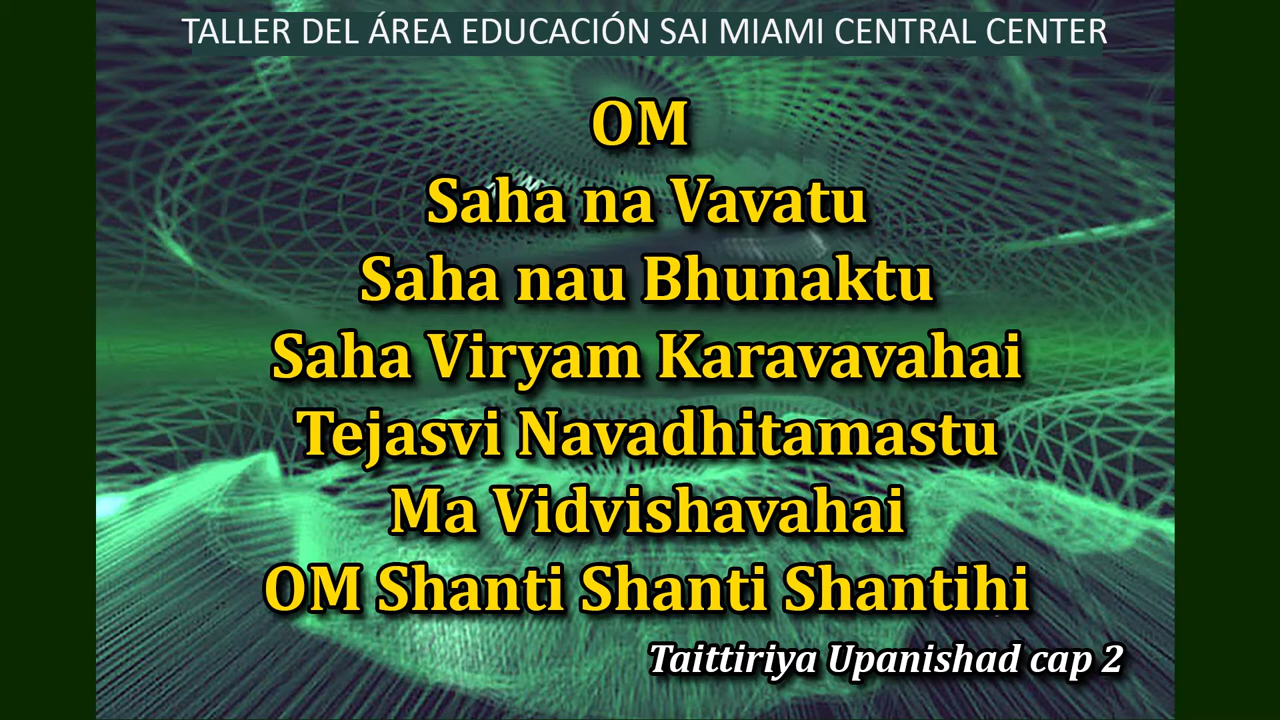 TALLER DEL ÁREA EDUCACIÓN SAI MIAMI CENTRAL CENTER
OM
Saha na Vavatu
Saha nau Bhunaktu
Saha Viryam Karavavahai
Tejasvi Navadhitamastu
Ma Vidvishavahai
OM Shanti Shanti Shantihi
Taittiriya Upanishad cap 2